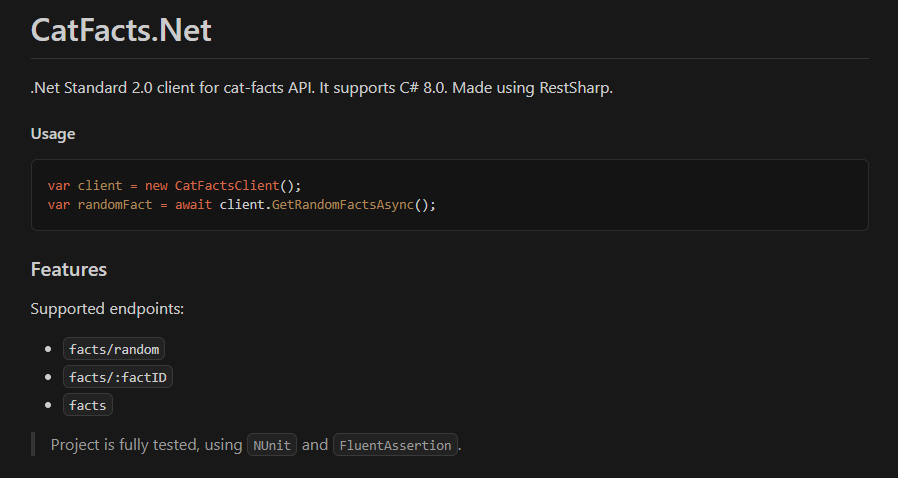 CatFacts.Net
.Net Standard 2.0 client for cat-facts API. It supports C# 8.0. Made using RestSharp.
Usage
var client = new CatFactsClient();
var randomFact = await client.GetRandomFactsAsync();
Features
Supported endpoints:
facts/random
facts/:factID
facts
Project is fully tested, using NUnit and FluentAssertion.